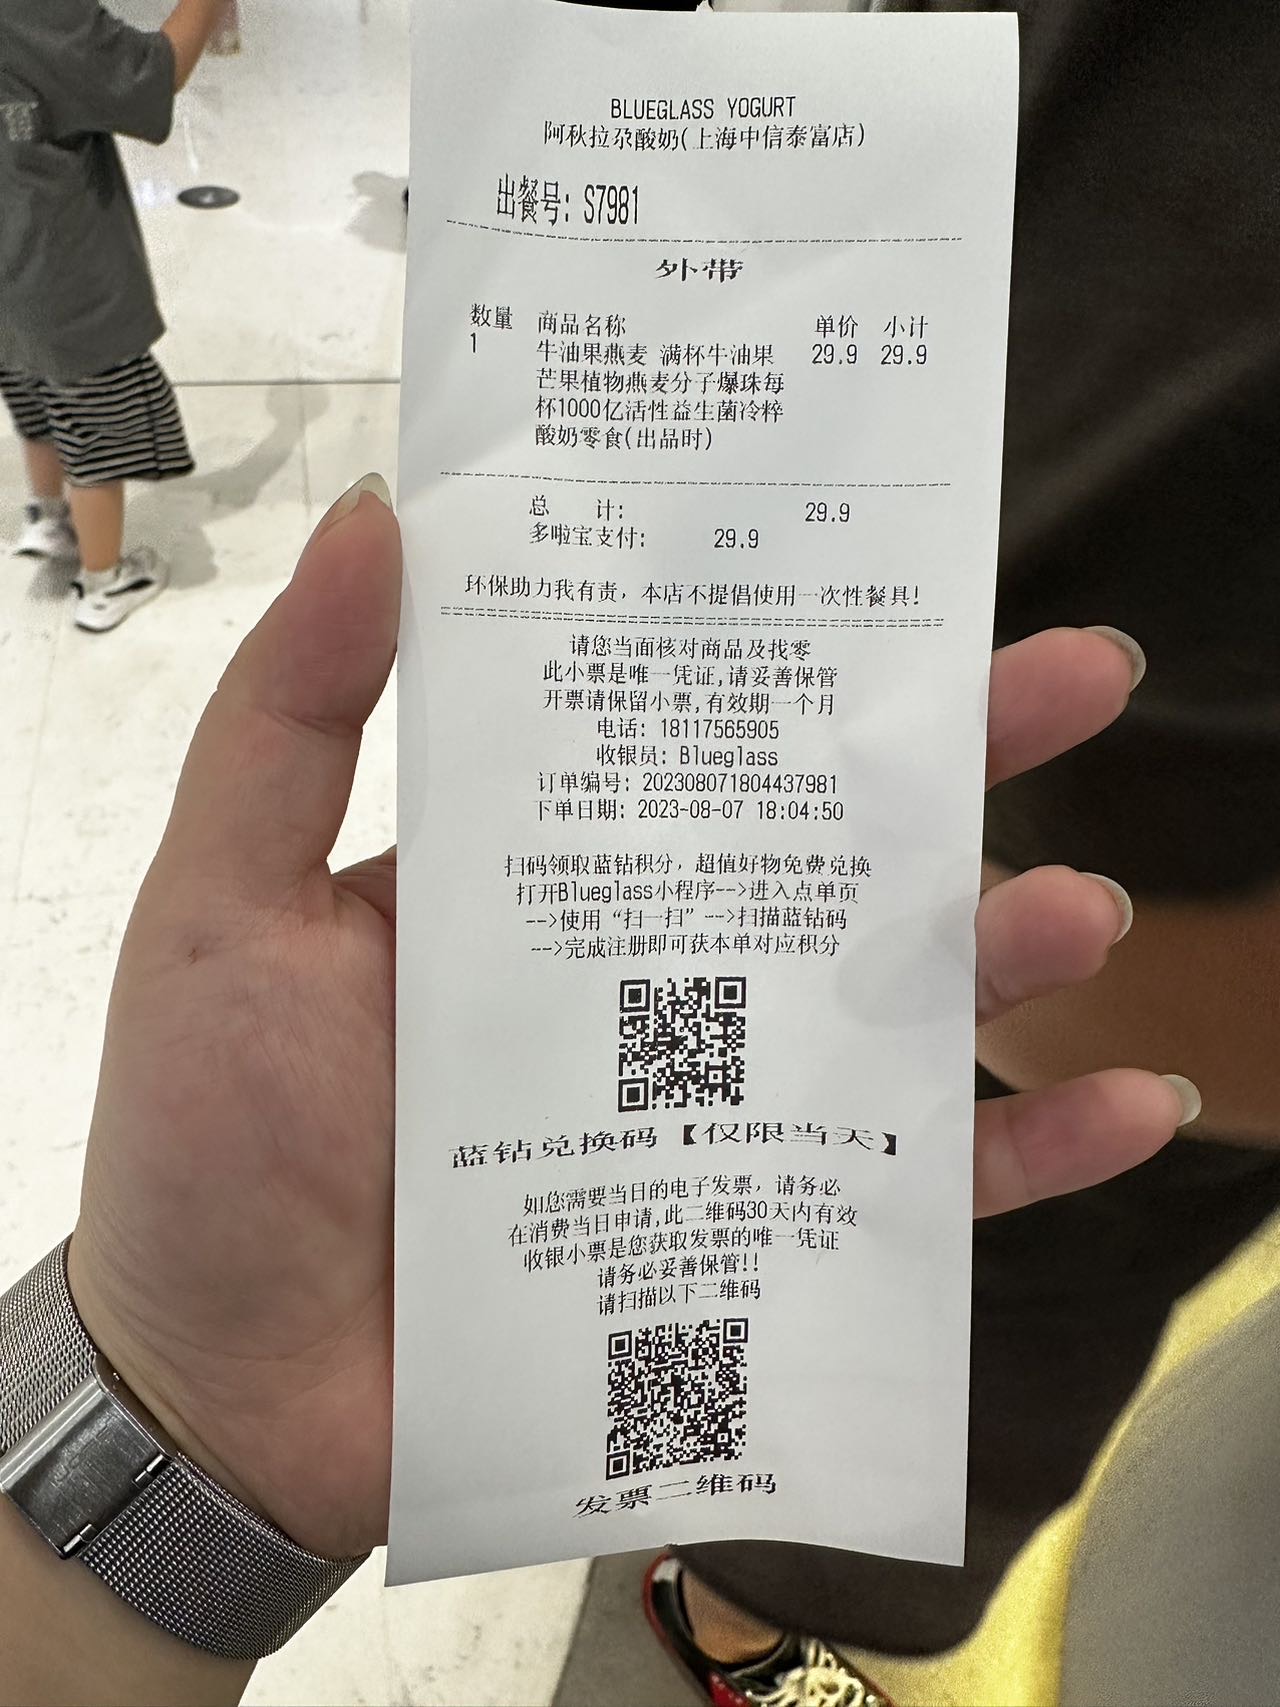 BLUEGLASS YOGURT
阿秋拉尕酸奶(上海中信泰富店)
出餐号: S7981
外带
数量 商品名称 单价 小计
1 牛油果燕麦 满杯牛油果 29.9 29.9
芒果植物燕麦分子爆珠每
杯1000亿活性益生菌冷粹
酸奶零食(出品时)
总 计: 29.9
多啦宝支付: 29.9
环保助力我有责，本店不提倡使用一次性餐具!
请您当面核对商品及找零
此小票是唯一凭证,请妥善保管
开票请保留小票,有效期一个月
电话: 18117565905
收银员: Blueglass
订单编号: 202308071804437981
下单日期: 2023-08-07 18:04:50
扫码领取蓝钻积分，超值好物免费兑换
打开Blueglass小程序-->进入点单页
-->使用“扫一扫”-->扫描蓝钻码
-->完成注册即可获本单对应积分
蓝钻兑换码【仅限当天】
如您需要当日的电子发票，请务必
在消费当日申请,此二维码30天内有效
收银小票是您获取发票的唯一凭证
请务必妥善保管!!
请扫描以下二维码
发票二维码